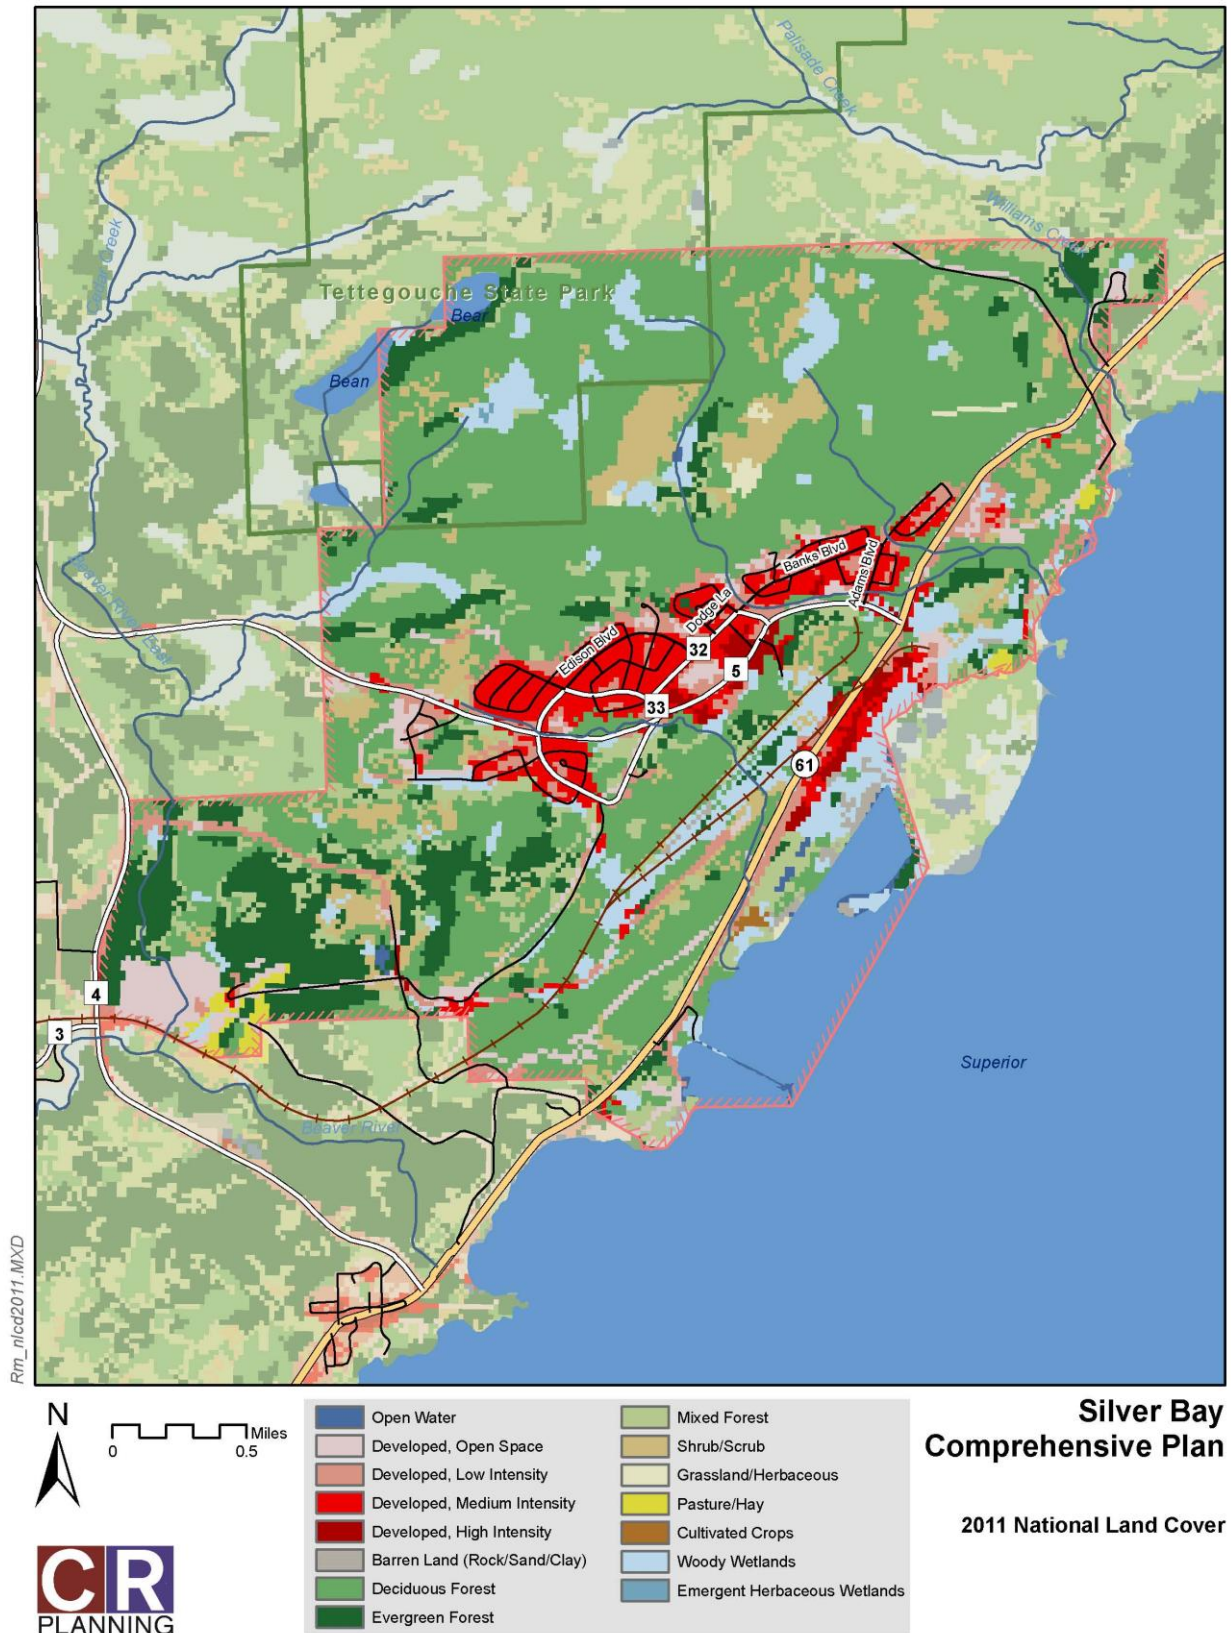 Palisade Creek
Williams Creek
Cedar Creek
Tettegouche State Park
Bear
Bean
Beaver River East
Banks Blvd
Adams Blvd
Dodge La
Edison Blvd
32
5
33
61
4
3
Superior
Beaver River
Rm_nlcd2011.MXD
N
0 0.5 Miles
CR
PLANNING
Open Water
Developed, Open Space
Developed, Low Intensity
Developed, Medium Intensity
Developed, High Intensity
Barren Land (Rock/Sand/Clay)
Deciduous Forest
Evergreen Forest
Mixed Forest
Shrub/Scrub
Grassland/Herbaceous
Pasture/Hay
Cultivated Crops
Woody Wetlands
Emergent Herbaceous Wetlands
Silver Bay
Comprehensive Plan
2011 National Land Cover